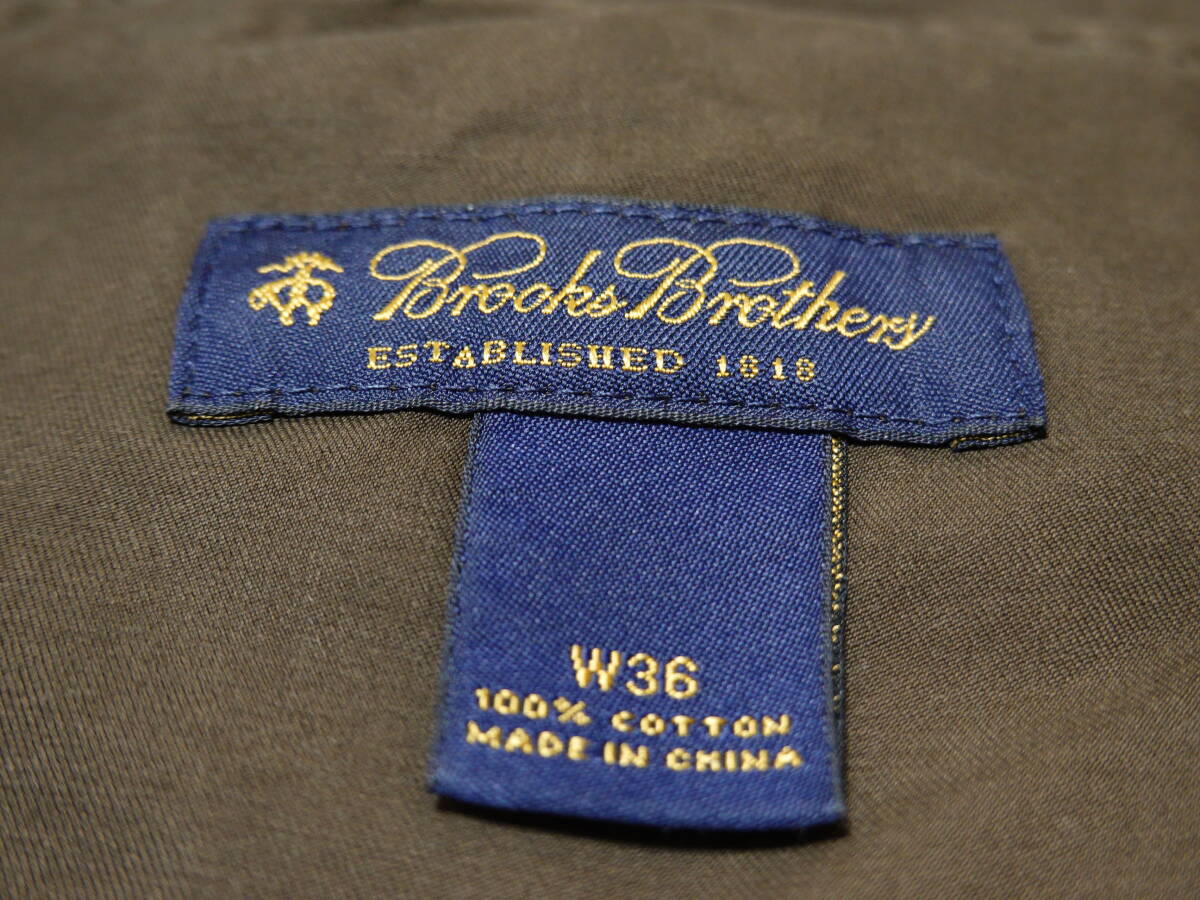 Brooks Brothers
ESTABLISHED 1818
W36
100% COTTON
MADE IN CHINA